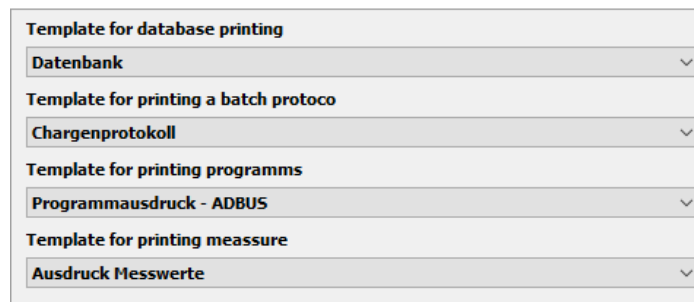 Template for database printing
Datenbank
Template for printing a batch protoco
Chargenprotokoll
Template for printing programms
Programmausdruck - ADBUS
Template for printing meassure
Ausdruck Messwerte